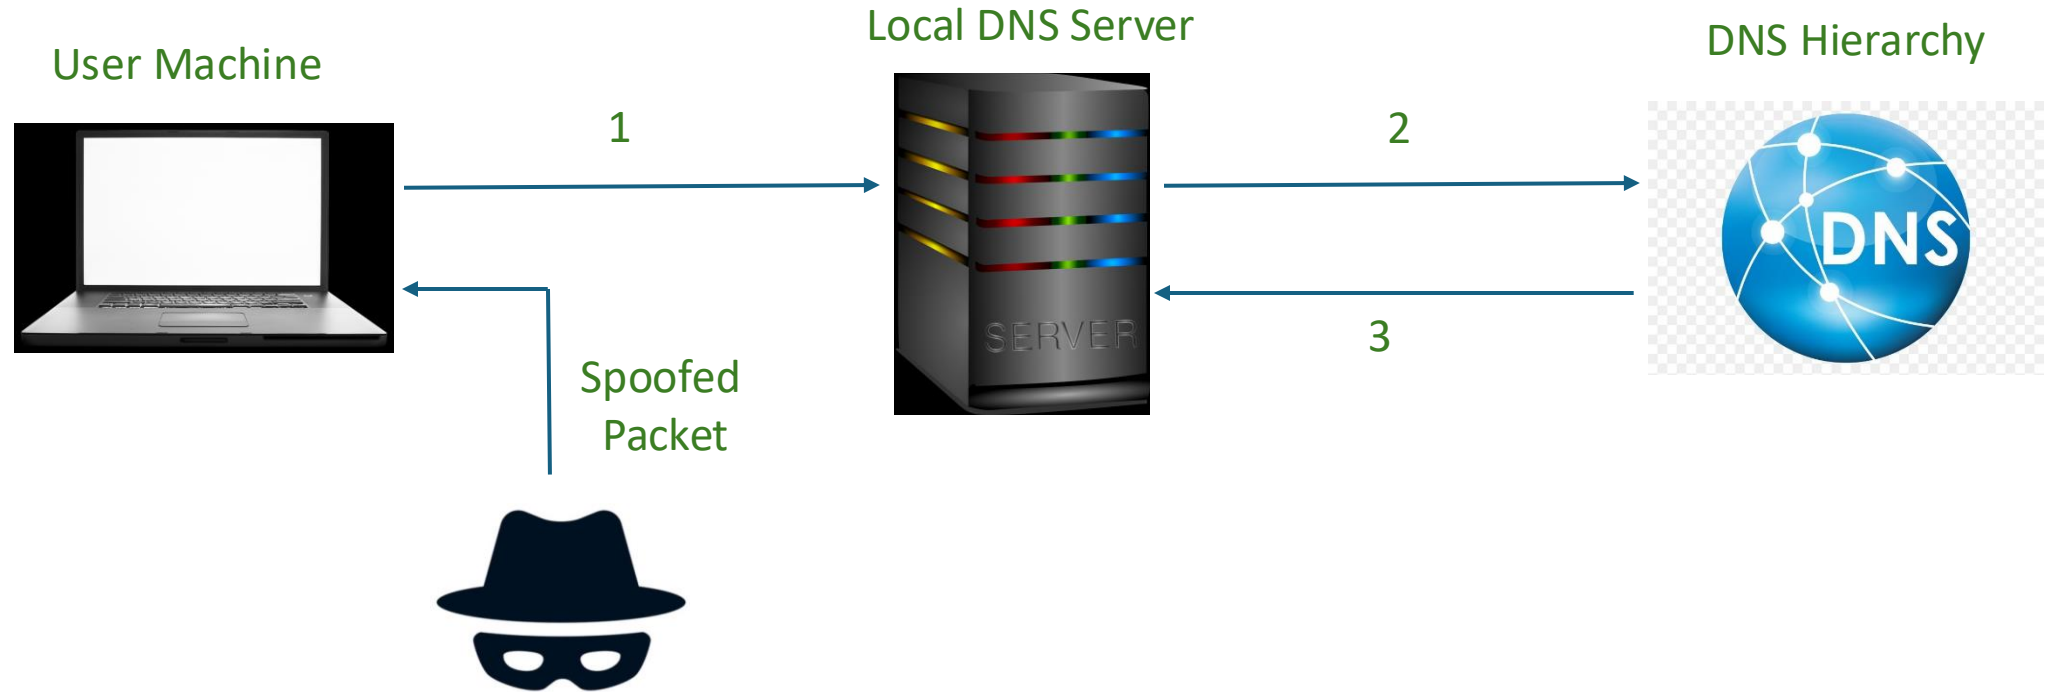 Local DNS Server
User Machine
DNS Hierarchy
1
2
DNS
SERVER
3
Spoofed
Packet